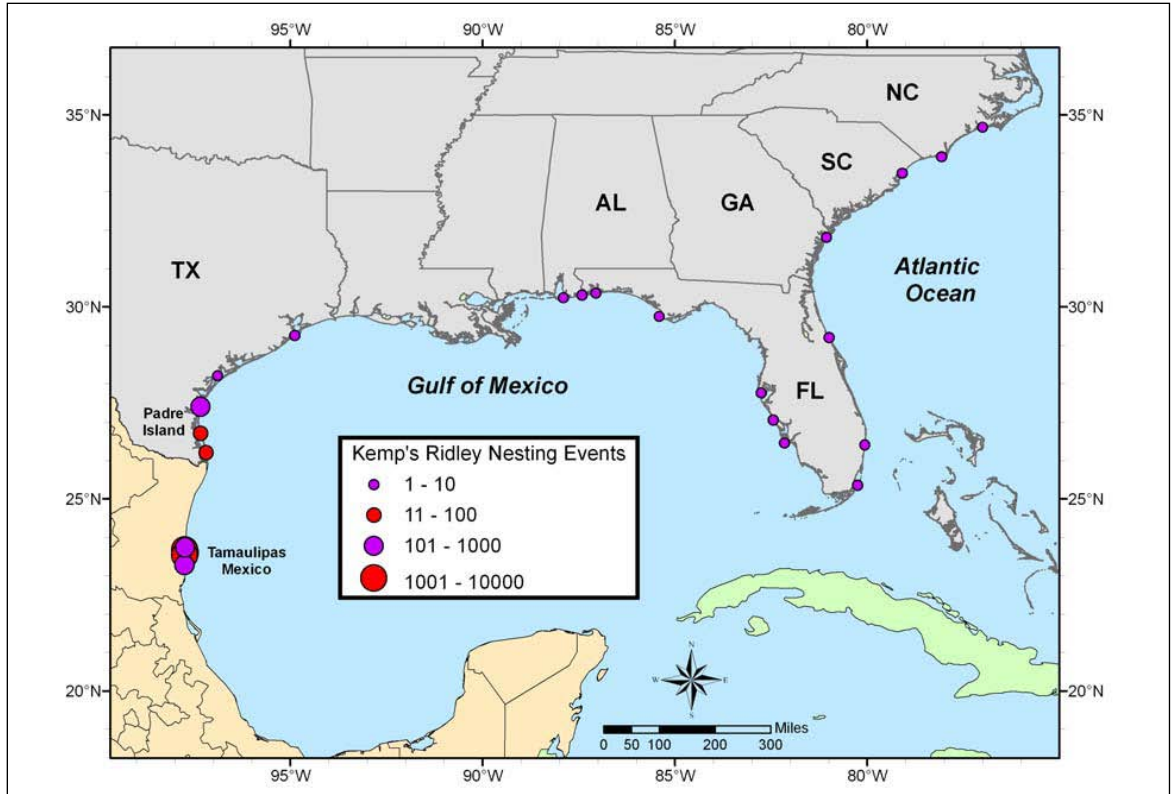 95°W 90°W 85°W 80°W
35°N 35°N
NC
SC
AL GA
TX
Atlantic
Ocean
30°N 30°N
Gulf of Mexico
FL
Padre
Island
Kemp's Ridley Nesting Events
1 - 10
11 - 100
101 - 1000
1001 - 10000
25°N 25°N
Tamaulipas
Mexico
N
W E
S
20°N 20°N
Miles
0 50 100 200 300
95°W 90°W 85°W 80°W